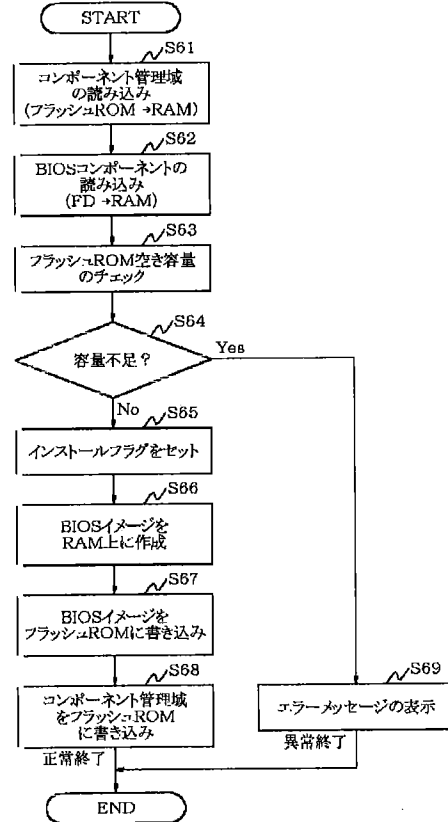 START
S61
コンポーネント管理域
の読み込み
(フラッシュROM →RAM)
S62
BIOSコンポーネントの
読み込み
(FD →RAM)
S63
フラッシュROM空き容量
のチェック
S64
容量不足?
Yes
No
S65
インストールフラグをセット
S66
BIOSイメージを
RAM上に作成
S67
BIOSイメージを
フラッシュROMに書き込み
S68
コンポーネント管理域
をフラッシュROM
に書き込み
S69
エラーメッセージの表示
正常終了
異常終了
END